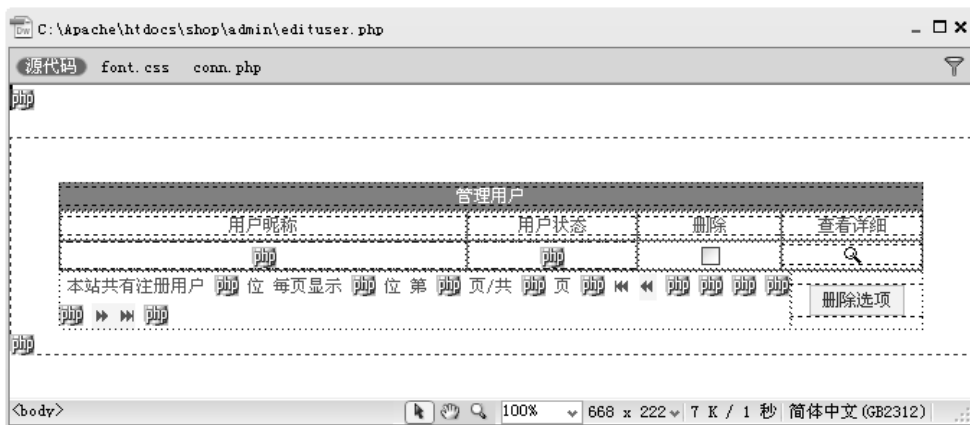 C:\Apache\htdocs\shop\admin\edituser.php
源代码 font.css conn.php
php
管理用户
用户昵称 用户状态 删除 查看详细
php php
本站共有注册用户 php 位 每页显示 php 位 第 php 页/共 php 页 php php php php php
删除选项
php php
php
<body> 100% 668 x 222 7 K / 1 秒 简体中文(GB2312)